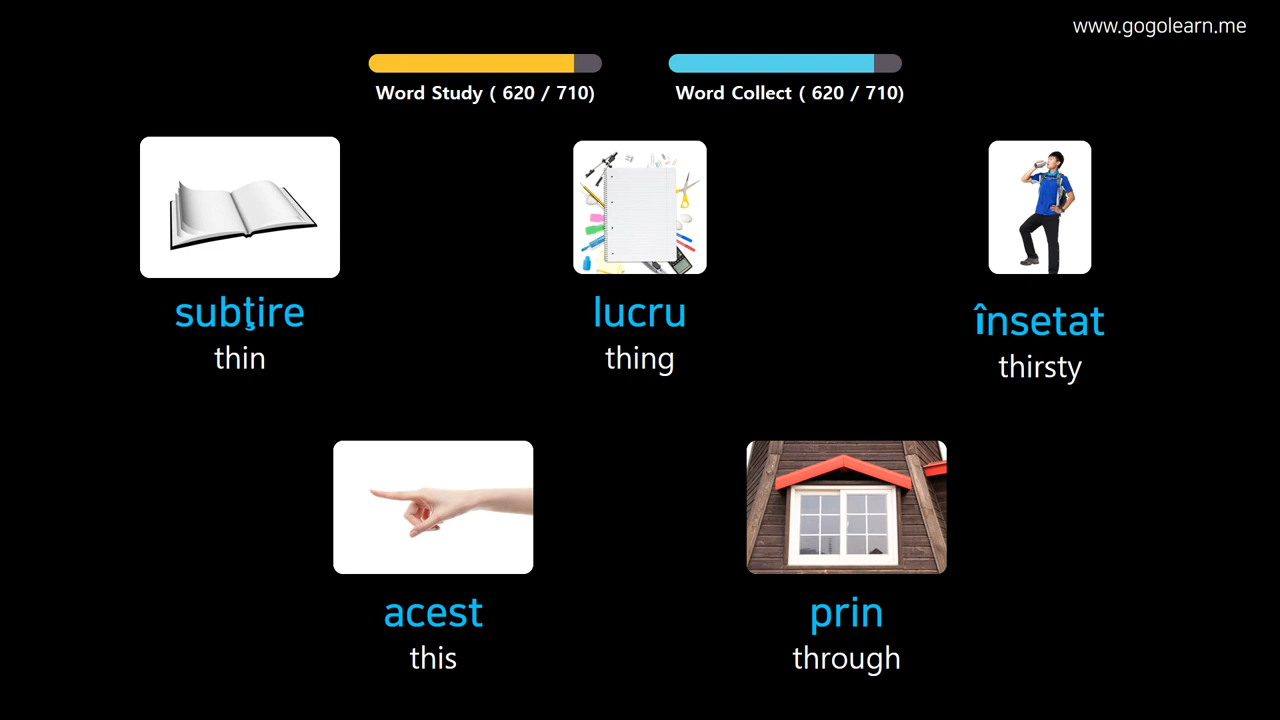 www.gogolearn.me
Word Study ( 620 / 710)
Word Collect ( 620 / 710)
subţire
thin
lucru
thing
însetat
thirsty
acest
this
prin
through